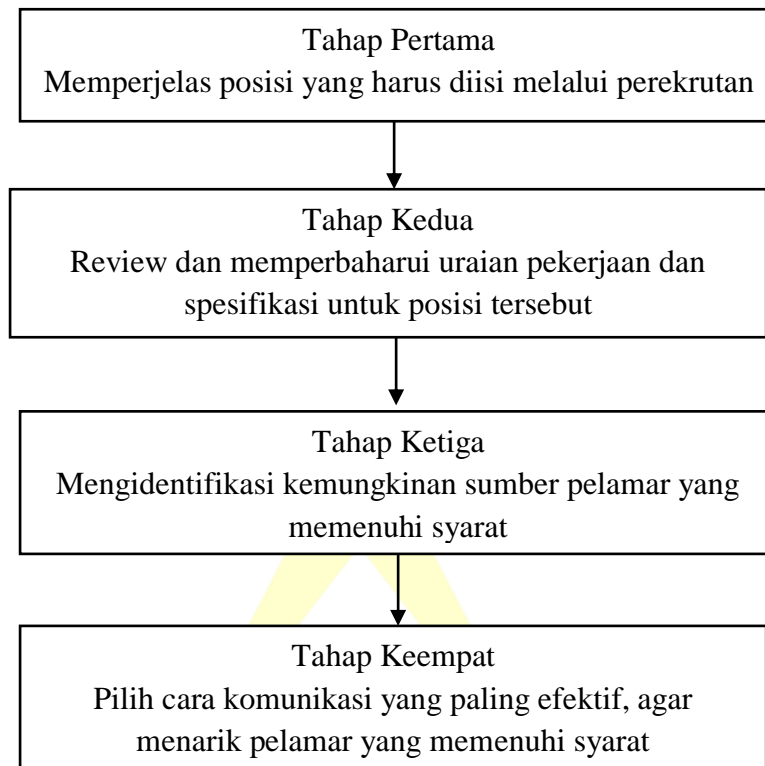 Tahap Pertama
Memperjelas posisi yang harus diisi melalui perekrutan
Tahap Kedua
Review dan memperbaharui uraian pekerjaan dan
spesifikasi untuk posisi tersebut
Tahap Ketiga
Mengidentifikasi kemungkinan sumber pelamar yang
memenuhi syarat
Tahap Keempat
Pilih cara komunikasi yang paling efektif, agar
menarik pelamar yang memenuhi syarat